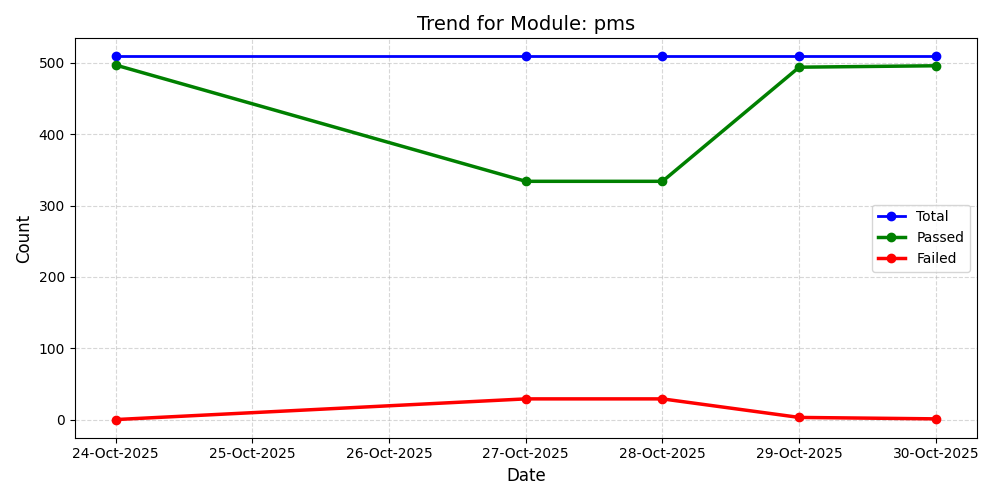 Trend for Module: pms
500
400
300
200
100
0
Count
Total
Passed
Failed
24-Oct-2025 25-Oct-2025 26-Oct-2025 27-Oct-2025 28-Oct-2025 29-Oct-2025 30-Oct-2025
Date